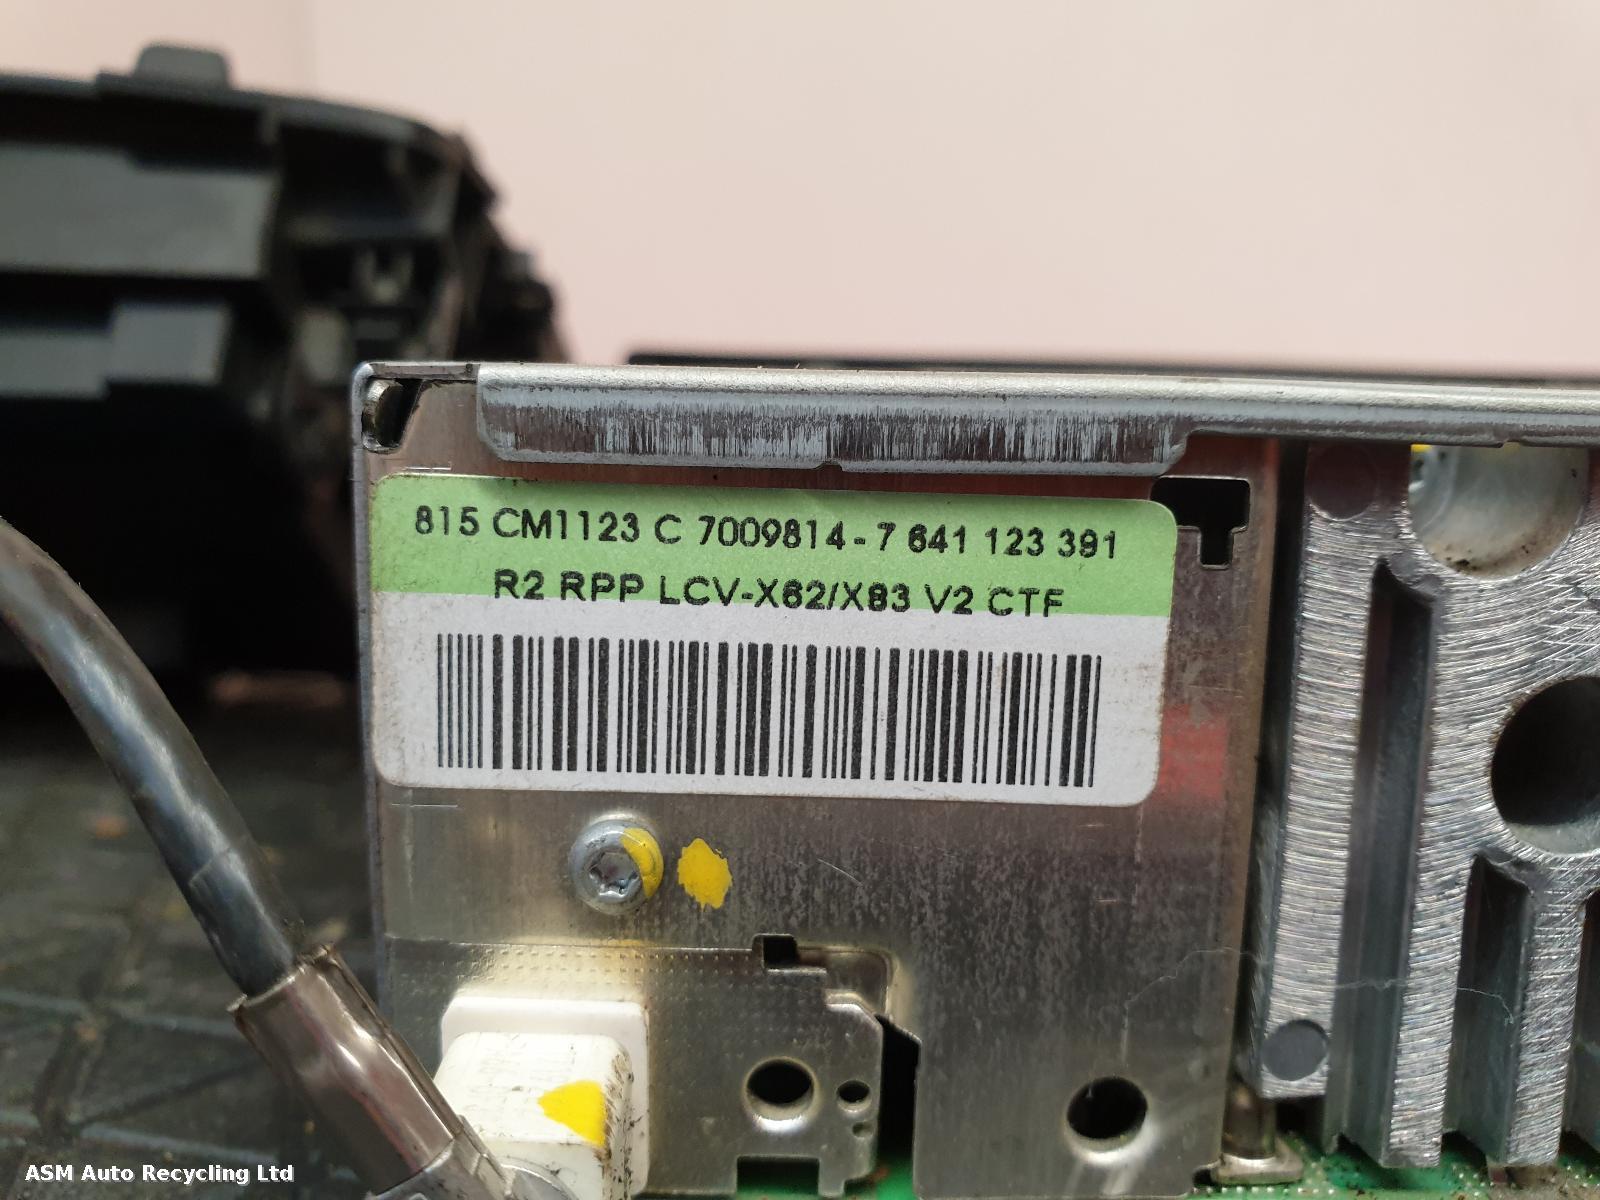 815 CM1123 C 7009814-7 641 123 391
R2 RPP LCV-X62/X83 V2 CTF
ASM Auto Recycling Ltd